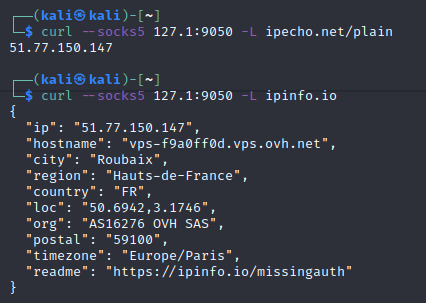 ┌──(kali㉿kali)-[~]
└─$ curl --socks5 127.1:9050 -L ipecho.net/plain
51.77.150.147
┌──(kali㉿kali)-[~]
└─$ curl --socks5 127.1:9050 -L ipinfo.io
{
  "ip": "51.77.150.147",
  "hostname": "vps-f9a0ff0d.vps.ovh.net",
  "city": "Roubaix",
  "region": "Hauts-de-France",
  "country": "FR",
  "loc": "50.6942,3.1746",
  "org": "AS16276 OVH SAS",
  "postal": "59100",
  "timezone": "Europe/Paris",
  "readme": "https://ipinfo.io/missingauth"
}